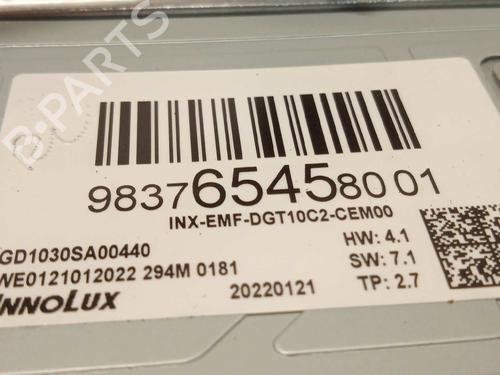 9837654580 01
INX-EMF-DGT10C2-CEM00
GD1030SA00440
HW: 4.1
WE0121012022 294M 0181
SW: 7.1
INNOLUX
20220121
TP: 2.7
B-PARTS